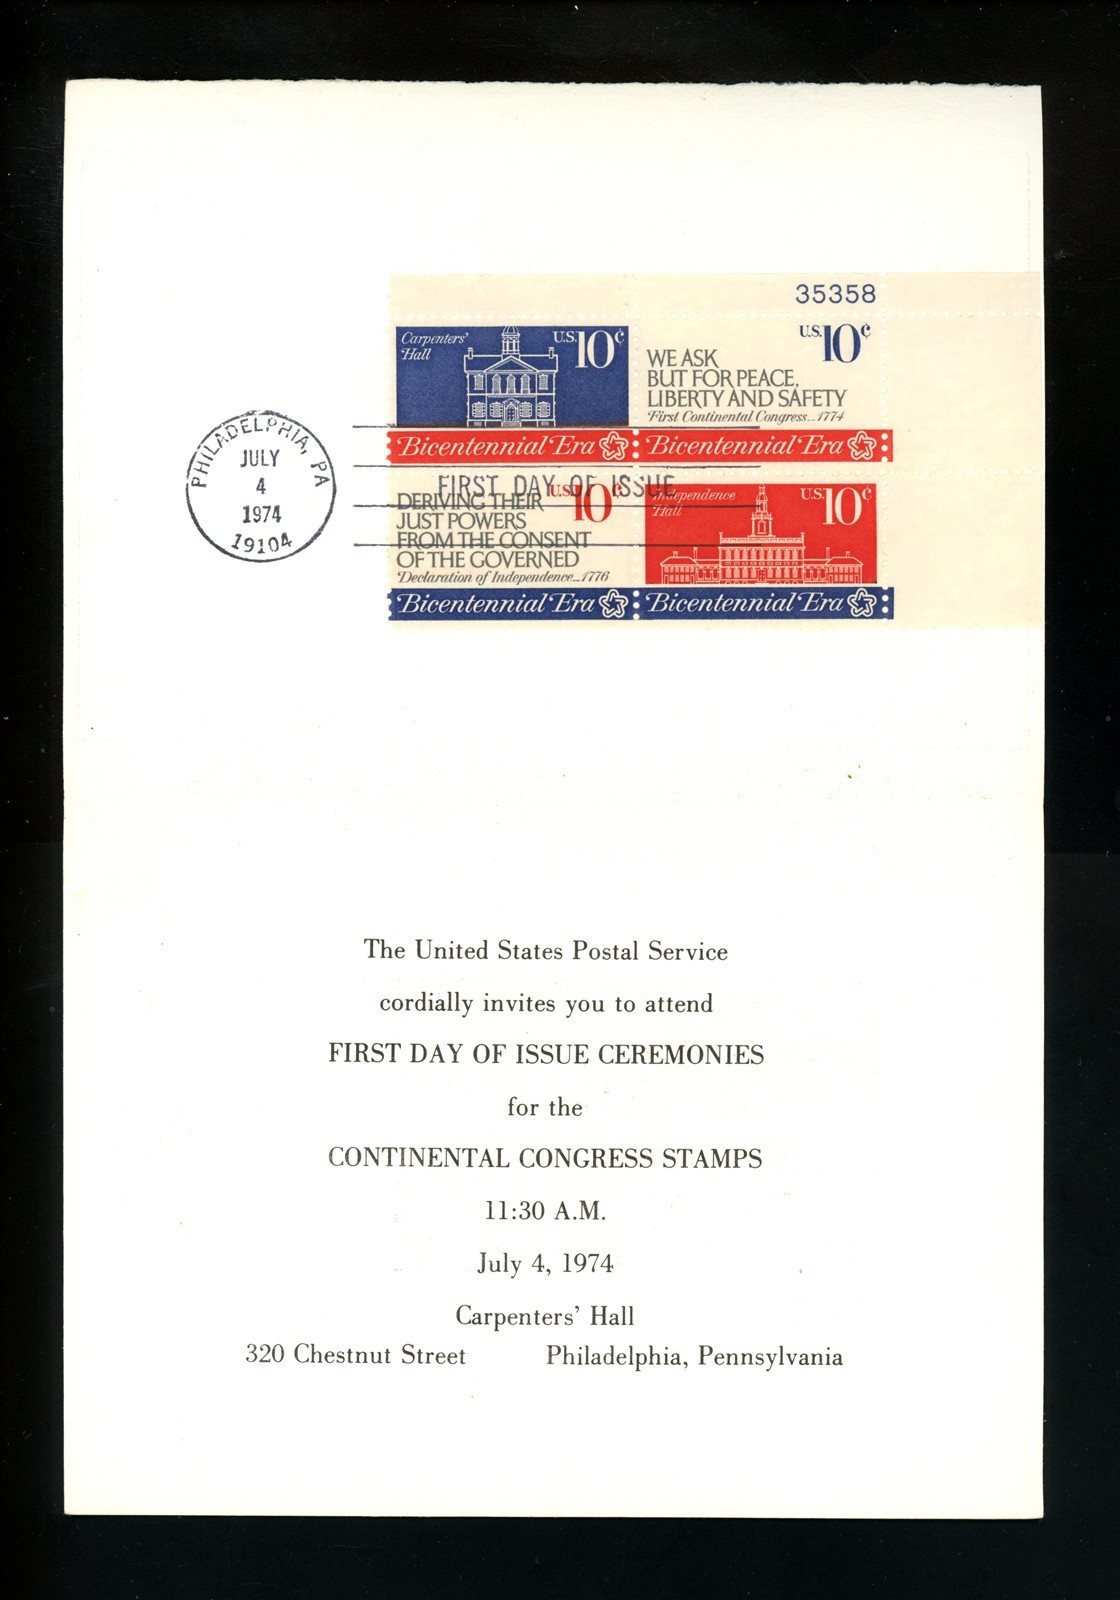 35358
Carpenters'
Hall
U.S. 10¢
U.S. 10¢
WE ASK
BUT FOR PEACE,
LIBERTY AND SAFETY
First Continental Congress...1774
Bicentennial Era
Bicentennial Era
PHILADELPHIA, PA
JULY
4
1974
19104
FIRST DAY OF ISSUE
U.S. 10¢
DERIVING THEIR
JUST POWERS
FROM THE CONSENT
OF THE GOVERNED
Declaration of Independence...1776
Independence
Hall
U.S. 10¢
Bicentennial Era
Bicentennial Era
The United States Postal Service
cordially invites you to attend
FIRST DAY OF ISSUE CEREMONIES
for the
CONTINENTAL CONGRESS STAMPS
11:30 A.M.
July 4, 1974
Carpenters' Hall
320 Chestnut Street Philadelphia, Pennsylvania